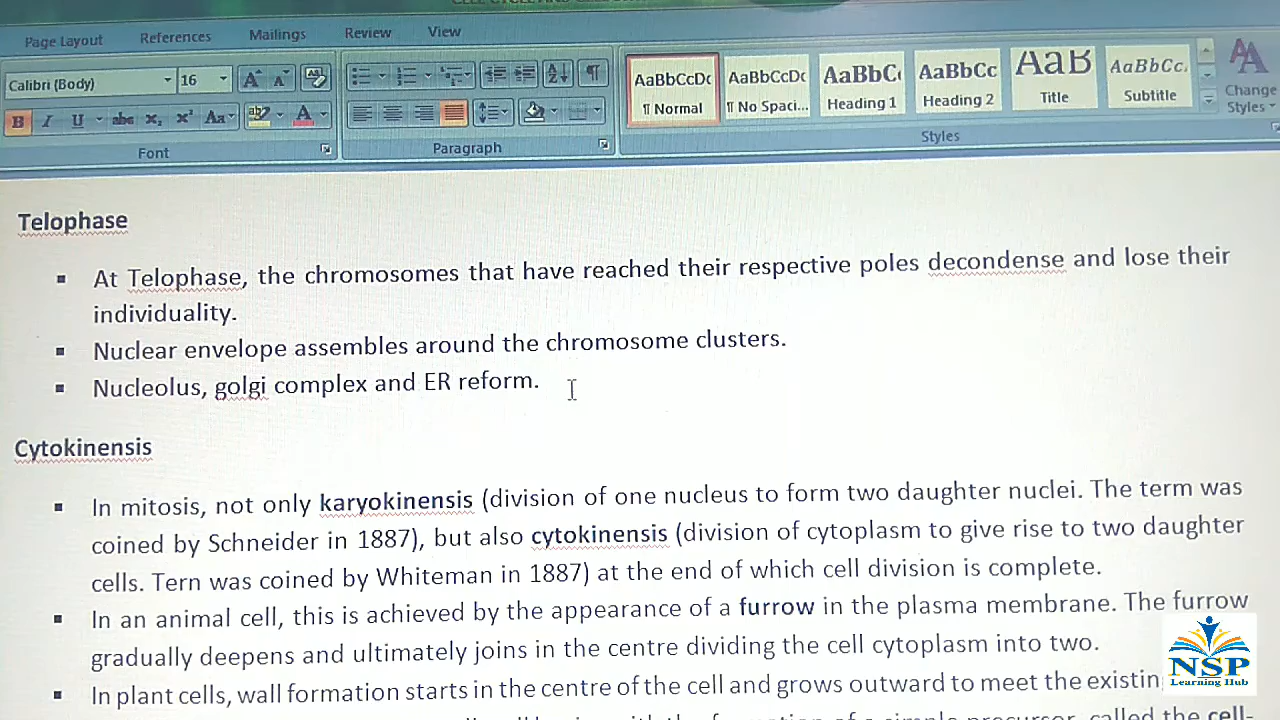 Page Layout References Mailings Review View
Calibri (Body) 16
AaBbCcDc AaBbCcDc AaBbC AaBbCc AaB AaBbCc.
¶ Normal ¶ No Spaci... Heading 1 Heading 2 Title Subtitle Change Styles
Font Paragraph Styles
Telophase
▪ At Telophase, the chromosomes that have reached their respective poles decondense and lose their
individuality.
▪ Nuclear envelope assembles around the chromosome clusters.
▪ Nucleolus, golgi complex and ER reform.
Cytokinensis
▪ In mitosis, not only karyokinensis (division of one nucleus to form two daughter nuclei. The term was
coined by Schneider in 1887), but also cytokinensis (division of cytoplasm to give rise to two daughter
cells. Tern was coined by Whiteman in 1887) at the end of which cell division is complete.
▪ In an animal cell, this is achieved by the appearance of a furrow in the plasma membrane. The furrow
gradually deepens and ultimately joins in the centre dividing the cell cytoplasm into two.
▪ In plant cells, wall formation starts in the centre of the cell and grows outward to meet the existin
NSP
Learning Hub
called the cell-